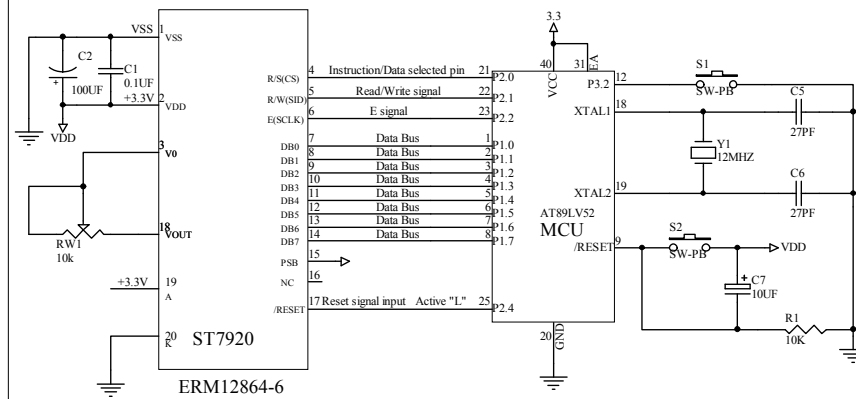 3.3
VSS 1 VSS
C2
100UF
C1
0.1UF
+3.3V 2 VDD
VDD
3 V0
18 VOUT
RW1
10k
+3.3V 19
A
20
K
R/S(CS) 4 Instruction/Data selected pin 21 P2.0
R/W(SID) 5 Read/Write signal 22 P2.1
E(SCLK) 6 E signal 23 P2.2
DB0 7 Data Bus 1 P1.0
DB1 8 Data Bus 2 P1.1
DB2 9 Data Bus 3 P1.2
DB3 10 Data Bus 4 P1.3
DB4 11 Data Bus 5 P1.4
DB5 12 Data Bus 6 P1.5
DB6 13 Data Bus 7 P1.6
DB7 14 Data Bus 8 P1.7
PSB 15
NC 16
/RESET 17 Reset signal input Active "L" 25 P2.4
ST7920
ERM12864-6
40 VCC
31 EA
AT89LV52
MCU
20 GND
P3.2 12
S1
SW-PB
XTAL1 18
C5
27PF
Y1
12MHZ
XTAL2 19
C6
27PF
/RESET 9
S2
SW-PB
VDD
+
C7
10UF
R1
10K